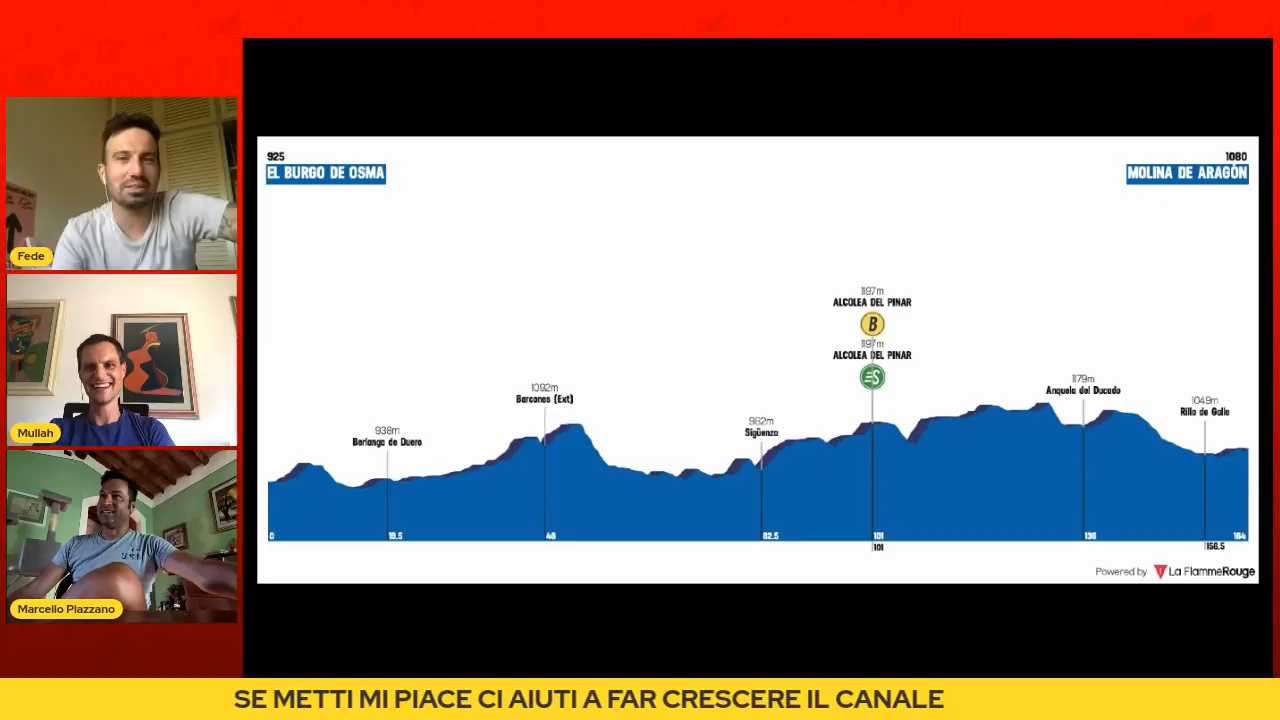 925
EL BURGO DE OSMA
1080
MOLINA DE ARAGÓN
1197m
ALCOLEA DEL PINAR
B
1197m
ALCOLEA DEL PINAR
S
1179m
Anquela del Ducado
1092m
Barcones (Ext)
1049m
Rillo de Gallo
982m
Sigüenza
938m
Berlanga de Duero
0
19.5
46
82.5
101
136
164
101
156.5
Powered by La FlammeRouge
Fede
Mullah
Marcello Piazzano
SE METTI MI PIACE CI AIUTI A FAR CRESCERE IL CANALE